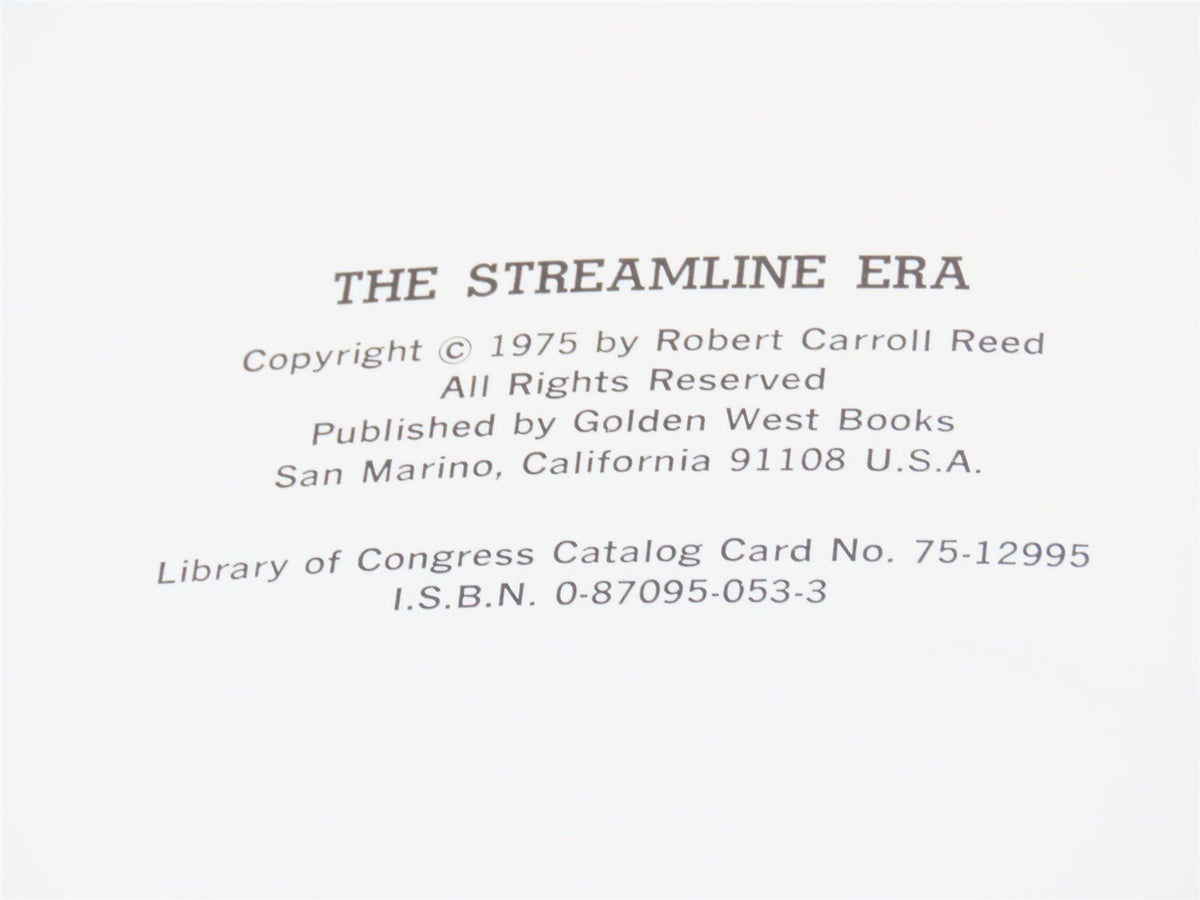 THE STREAMLINE ERA
Copyright © 1975 by Robert Carroll Reed
All Rights Reserved
Published by Golden West Books
San Marino, California 91108 U.S.A.
Library of Congress Catalog Card No. 75-12995
I.S.B.N. 0-87095-053-3